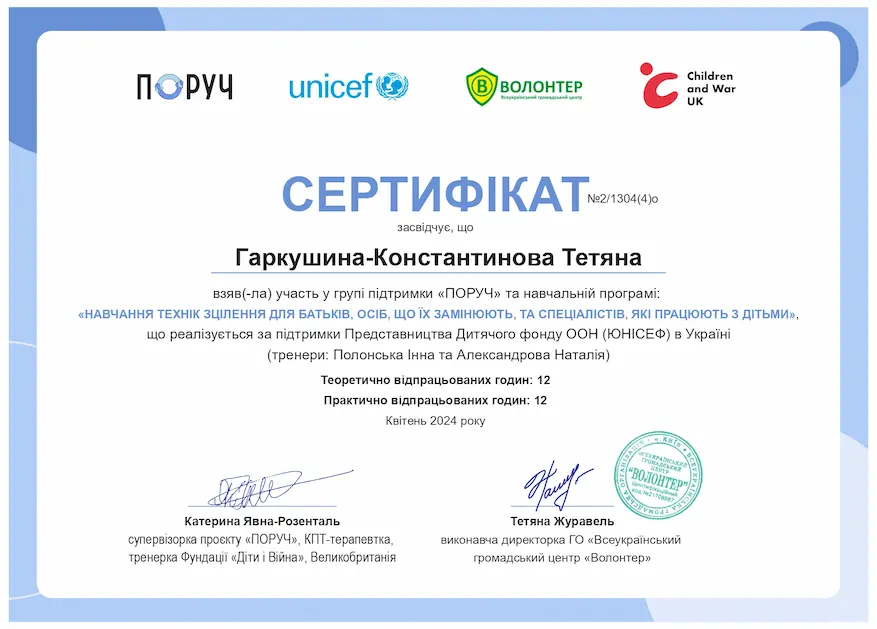 ПОРУЧ
unicef
ВОЛОНТЕР
Всеукраїнський громадський центр
Children
and War
UK
СЕРТИФІКАТ №2/1304(4)о
засвідчує, що
Гаркушина-Константинова Тетяна
взяв(-ла) участь у групі підтримки «ПОРУЧ» та навчальній програмі:
«НАВЧАННЯ ТЕХНІК ЗЦІЛЕННЯ ДЛЯ БАТЬКІВ, ОСІБ, ЩО ЇХ ЗАМІНЮЮТЬ, ТА СПЕЦІАЛІСТІВ, ЯКІ ПРАЦЮЮТЬ З ДІТЬМИ»,
що реалізується за підтримки Представництва Дитячого фонду ООН (ЮНІСЕФ) в Україні
(тренери: Полонська Інна та Александрова Наталія)
Теоретично відпрацьованих годин: 12
Практично відпрацьованих годин: 12
Квітень 2024 року
ВСЕУКРАЇНСЬКИЙ
ГРОМАДСЬКИЙ
ЦЕНТР
"ВОЛОНТЕР"
Катерина Явна-Розенталь
супервізорка проєкту «ПОРУЧ», КПТ-терапевтка,
тренерка Фундації «Діти і Війна», Великобританія
Тетяна Журавель
виконавча директорка ГО «Всеукраїнський
громадський центр «Волонтер»